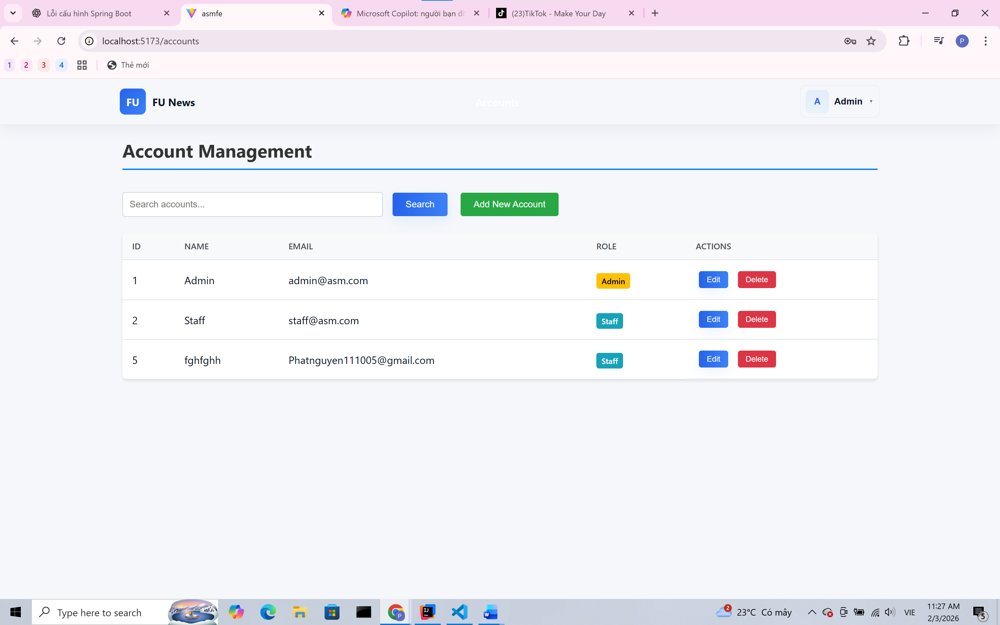 Lỗi cấu hình Spring Boot
asmfe
Microsoft Copilot: người bạn đồ
(23)TikTok - Make Your Day
localhost:5173/accounts
P
1 2 3 4 Thẻ mới
FU FU News
Accounts
A Admin
Account Management
Search accounts...
Search
Add New Account
ID NAME EMAIL ROLE ACTIONS
1 Admin admin@asm.com Admin Edit Delete
2 Staff staff@asm.com Staff Edit Delete
5 fghfghh Phatnguyen111005@gmail.com Staff Edit Delete
Type here to search
P
IJ
W
2
23°C Có mây
VIE
11:27 AM
2/3/2026
5